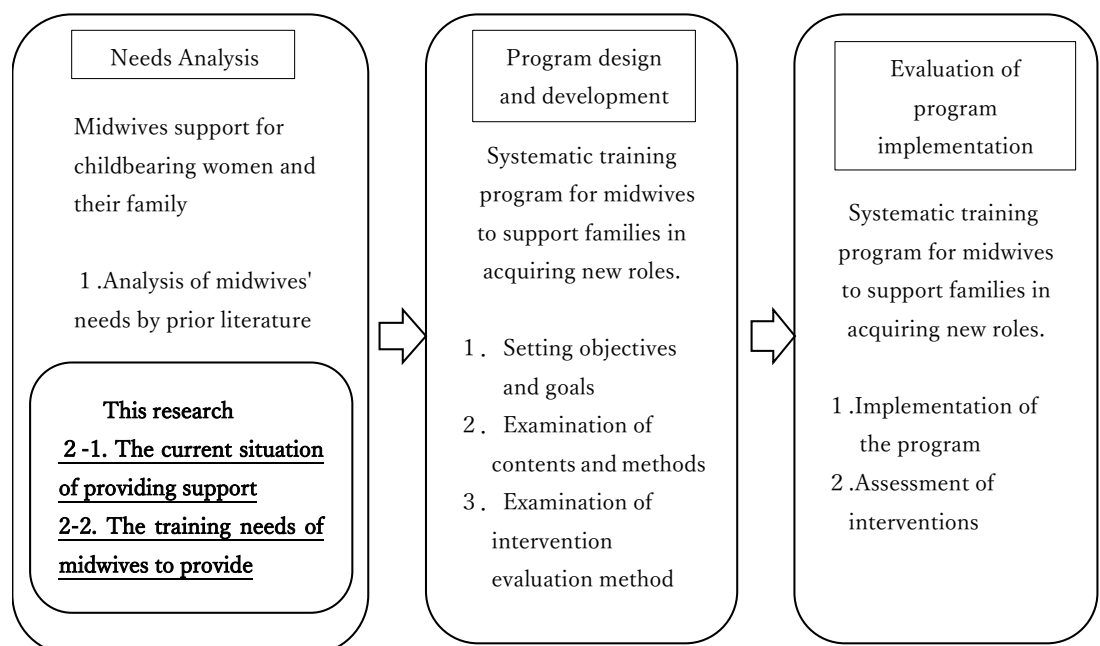 Needs Analysis
Midwives support for
childbearing women and
their family
1 .Analysis of midwives'
needs by prior literature
This research
2 -1. The current situation
of providing support
2-2. The training needs of
midwives to provide
Program design
and development
Systematic training
program for midwives
to support families in
acquiring new roles.
1． Setting objectives
and goals
2． Examination of
contents and methods
3． Examination of
intervention
evaluation method
Evaluation of
program
implementation
Systematic training
program for midwives
to support families in
acquiring new roles.
1 .Implementation of
the program
2 .Assessment of
interventions